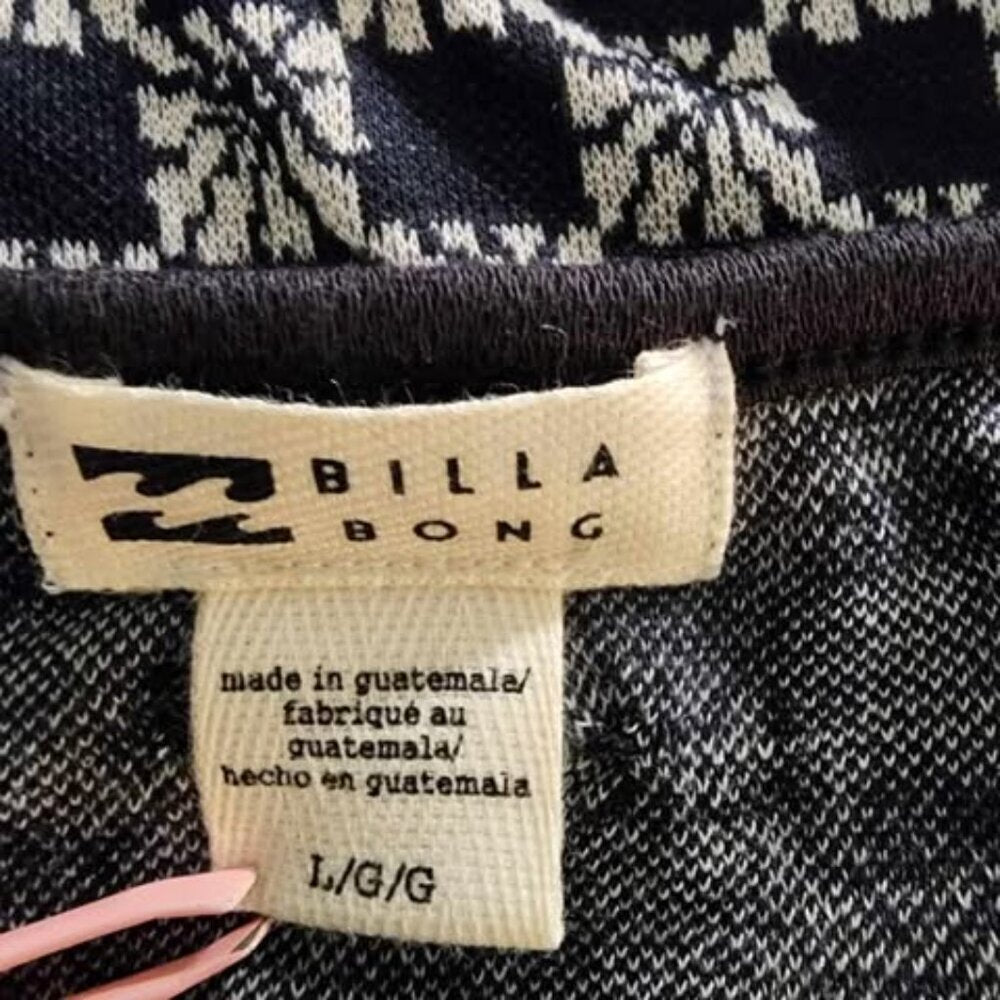 BILLA
BONG
made in guatemala/
fabriqué au
guatemala/
hecho en guatemala
L/G/G